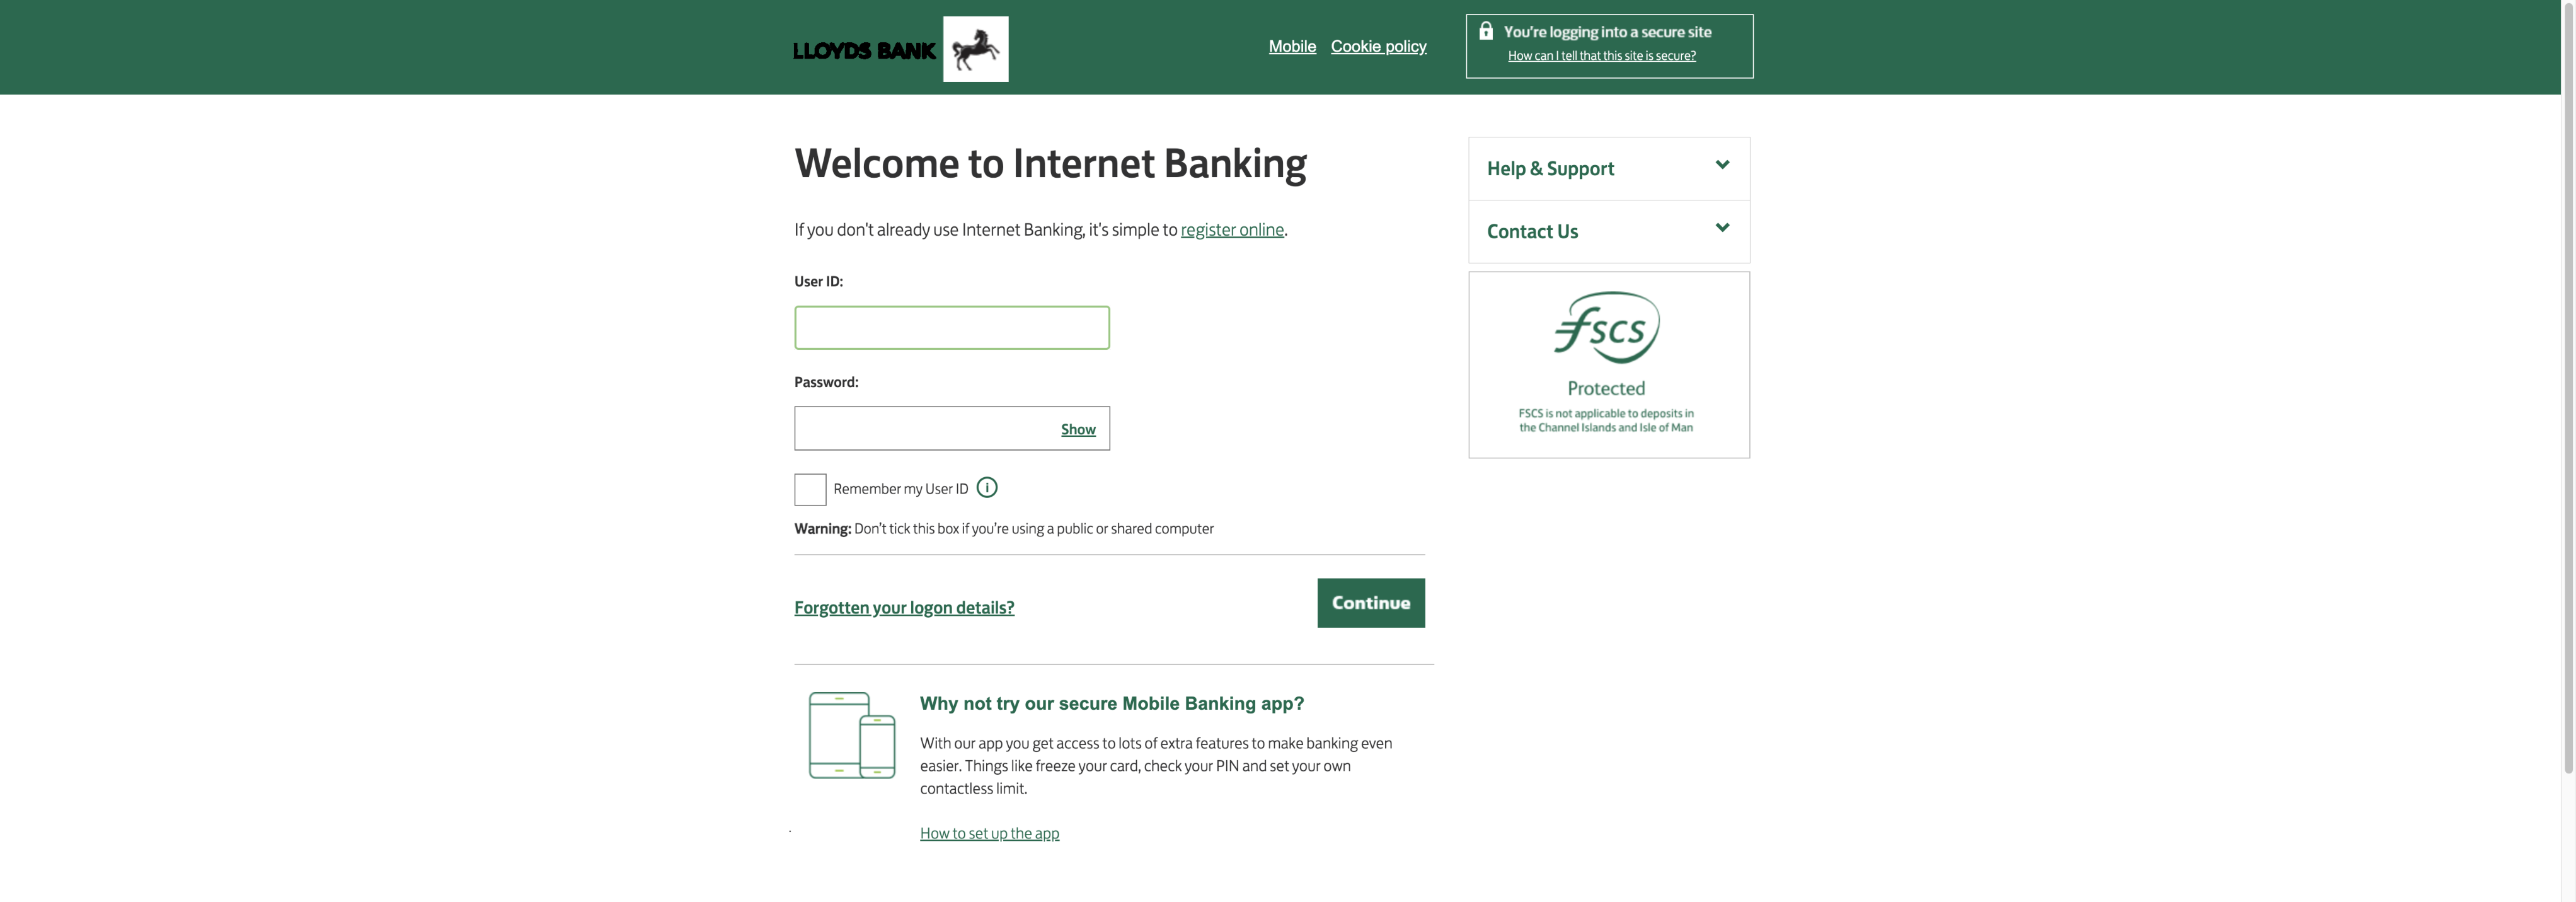 LLOYDS BANK
Mobile Cookie policy
You're logging into a secure site
How can I tell that this site is secure?
Welcome to Internet Banking
If you don't already use Internet Banking, it's simple to register online.
User ID:
Password:
Show
Remember my User ID i
Warning: Don't tick this box if you're using a public or shared computer
Forgotten your logon details?
Continue
Why not try our secure Mobile Banking app?
With our app you get access to lots of extra features to make banking even
easier. Things like freeze your card, check your PIN and set your own
contactless limit.
How to set up the app
Help & Support
Contact Us
fscs
Protected
FSCS is not applicable to deposits in
the Channel Islands and Isle of Man